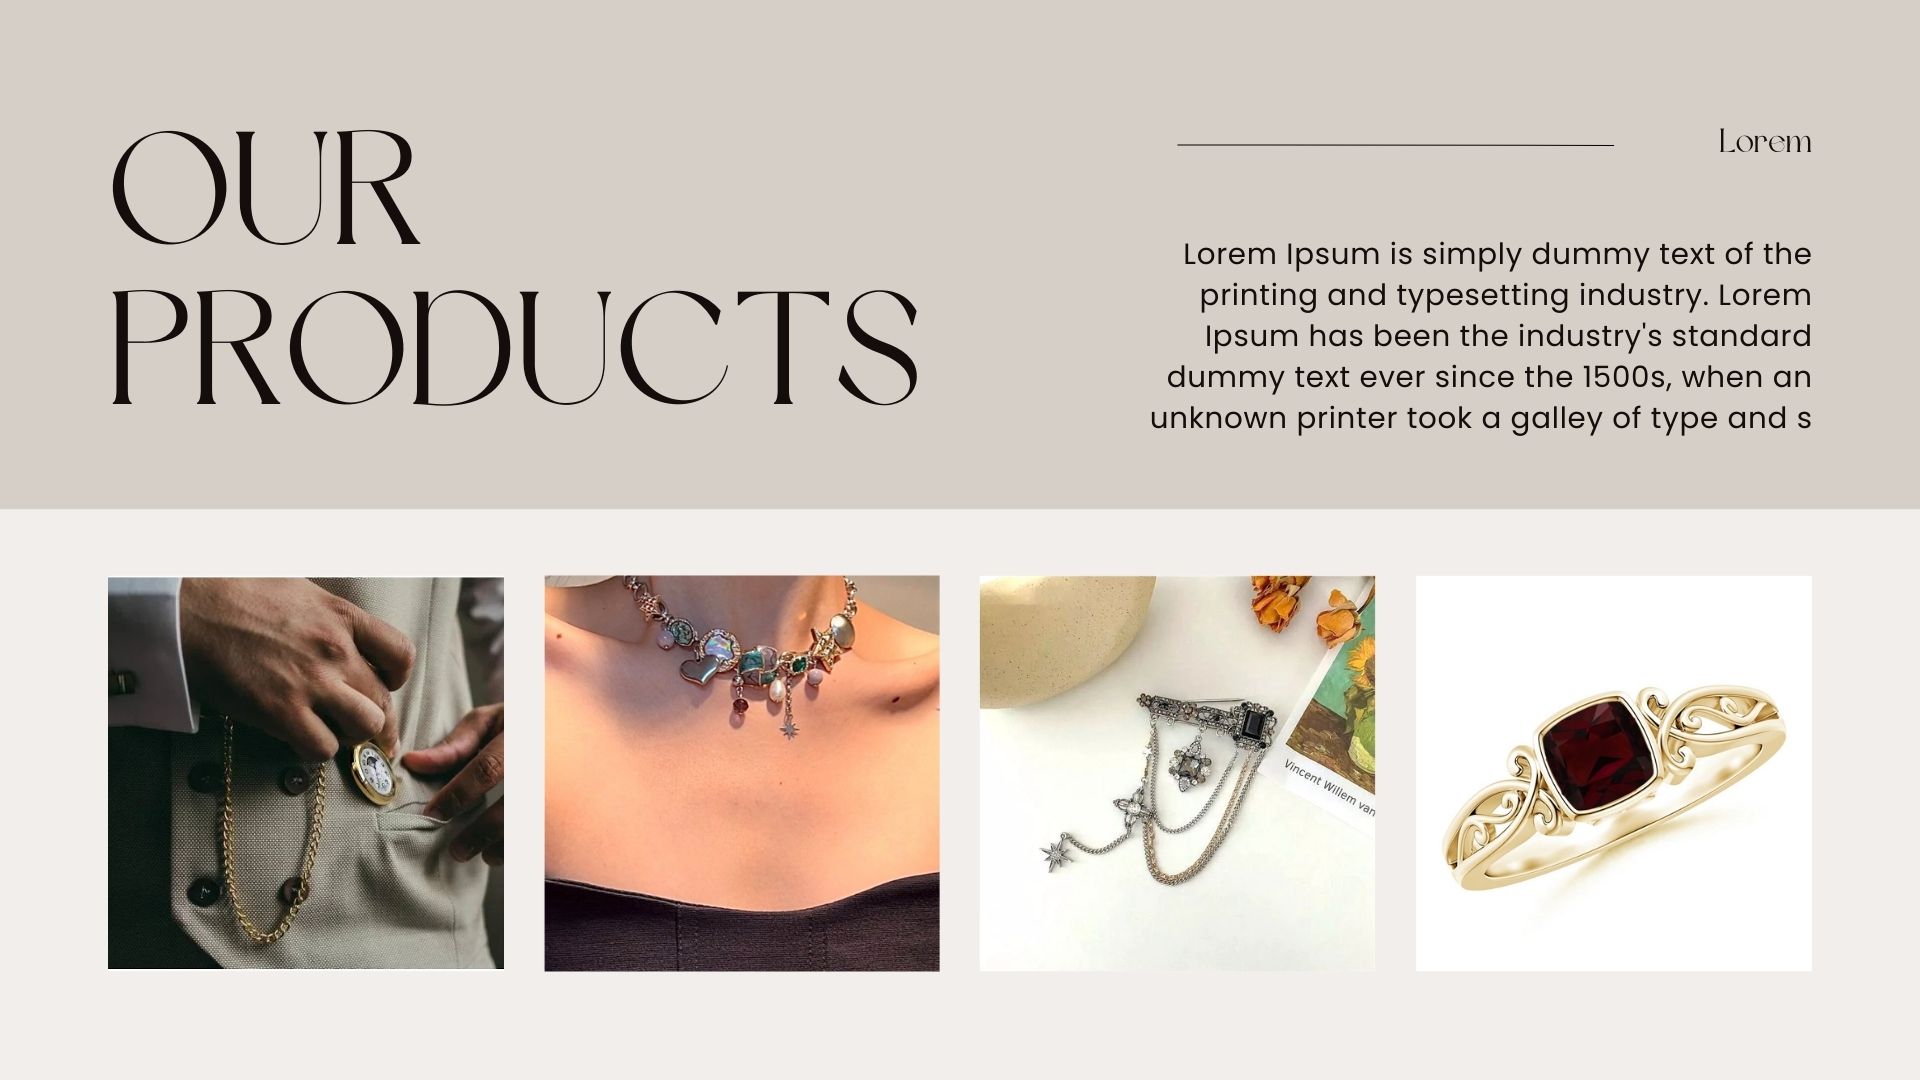 OUR
PRODUCTS
Lorem
Lorem Ipsum is simply dummy text of the
printing and typesetting industry. Lorem
Ipsum has been the industry's standard
dummy text ever since the 1500s, when an
unknown printer took a galley of type and s
Vincent Willem van